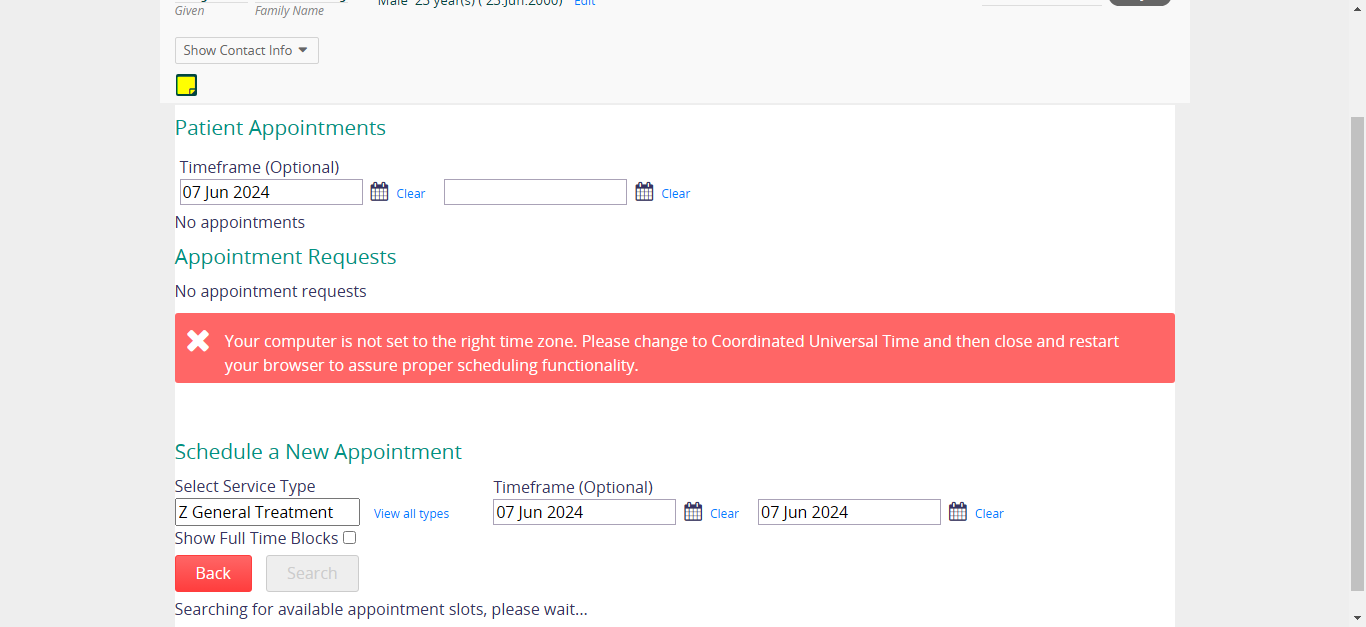 Male 23 year(s) ( 23.Jun.2000) Edit
Given Family Name
Show Contact Info
Patient Appointments
Timeframe (Optional)
07 Jun 2024 Clear Clear
No appointments
Appointment Requests
No appointment requests
Your computer is not set to the right time zone. Please change to Coordinated Universal Time and then close and restart
your browser to assure proper scheduling functionality.
Schedule a New Appointment
Select Service Type Timeframe (Optional)
Z General Treatment View all types 07 Jun 2024 Clear 07 Jun 2024 Clear
Show Full Time Blocks
Back Search
Searching for available appointment slots, please wait...